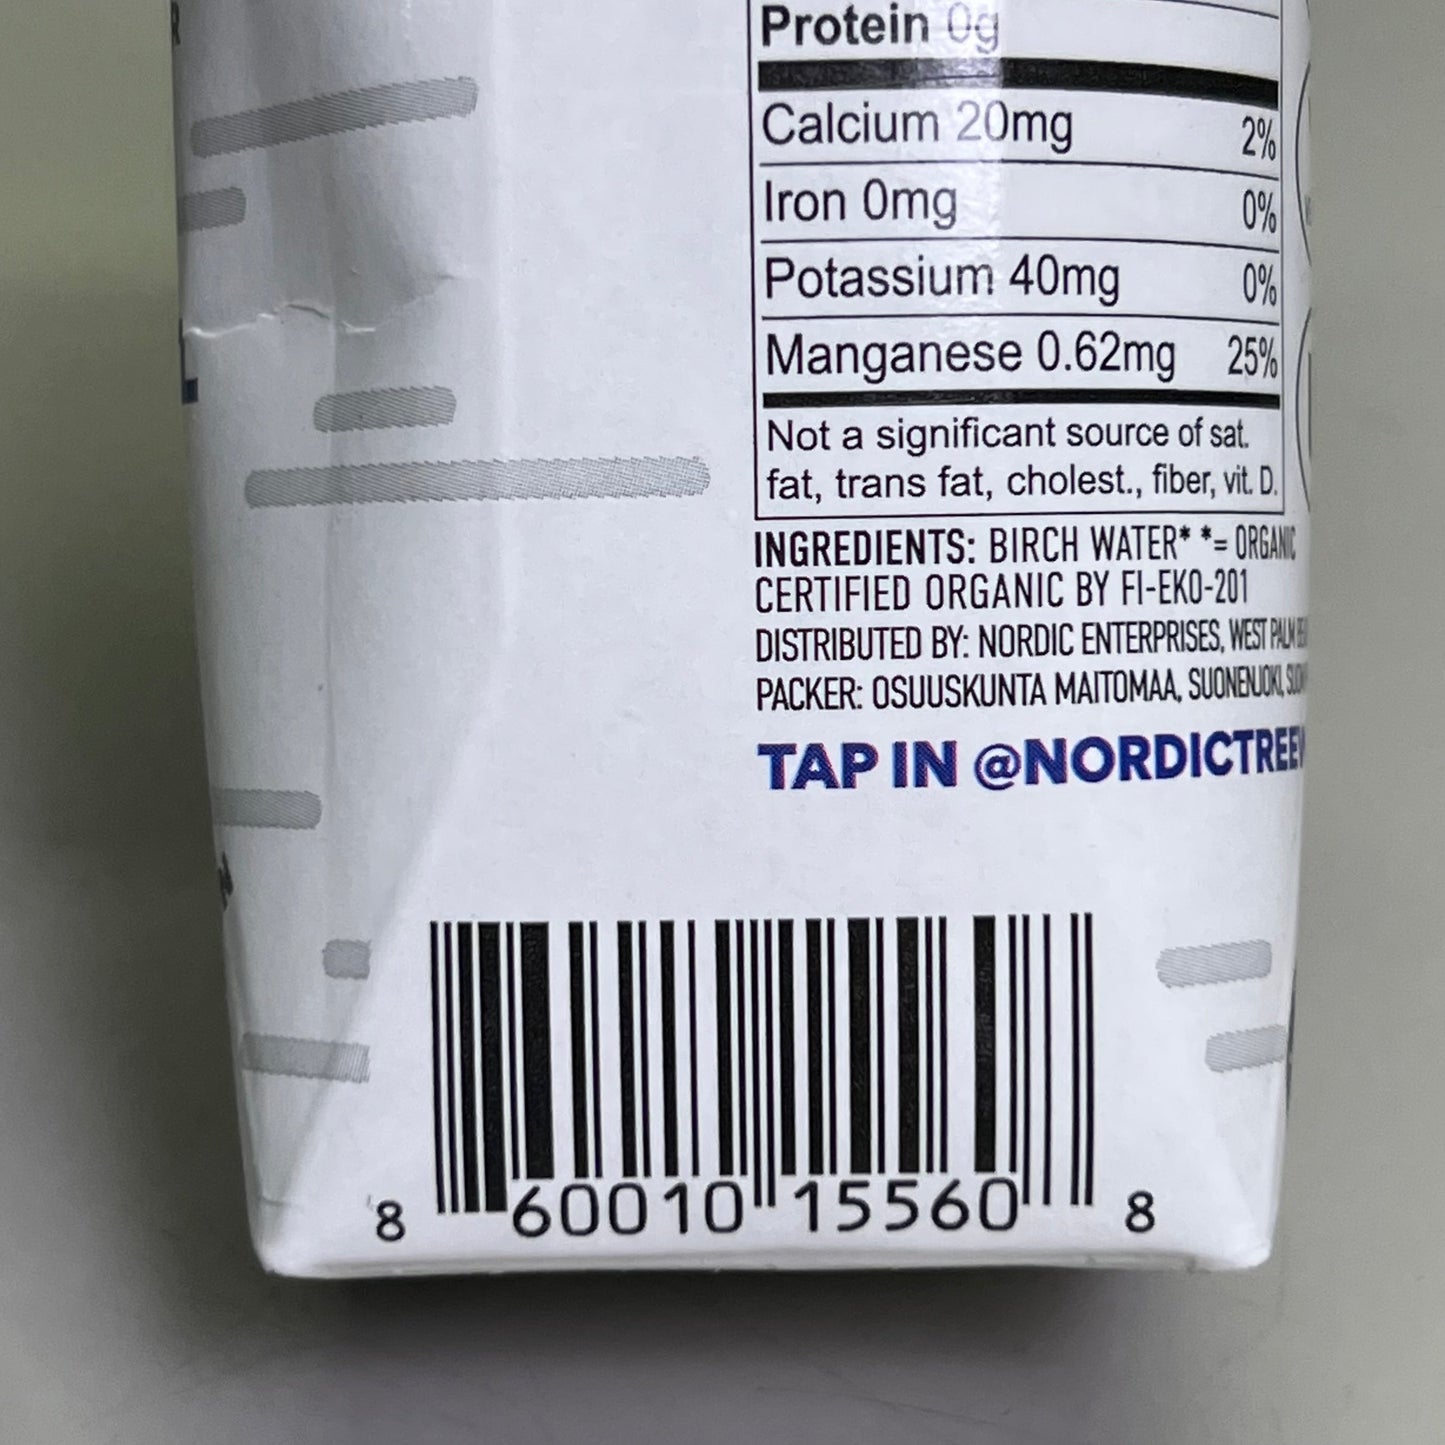 Protein 0g
Calcium 20mg 2%
Iron 0mg 0%
Potassium 40mg 0%
Manganese 0.62mg 25%
Not a significant source of sat.
fat, trans fat, cholest., fiber, vit. D.
INGREDIENTS: BIRCH WATER* *= ORGANIC
CERTIFIED ORGANIC BY FI-EKO-201
DISTRIBUTED BY: NORDIC ENTERPRISES, WEST PALM
PACKER: OSUUSKUNTA MAITOMAA, SUONENJOKI,
TAP IN @NORDICTREE
8 60010 15560 8